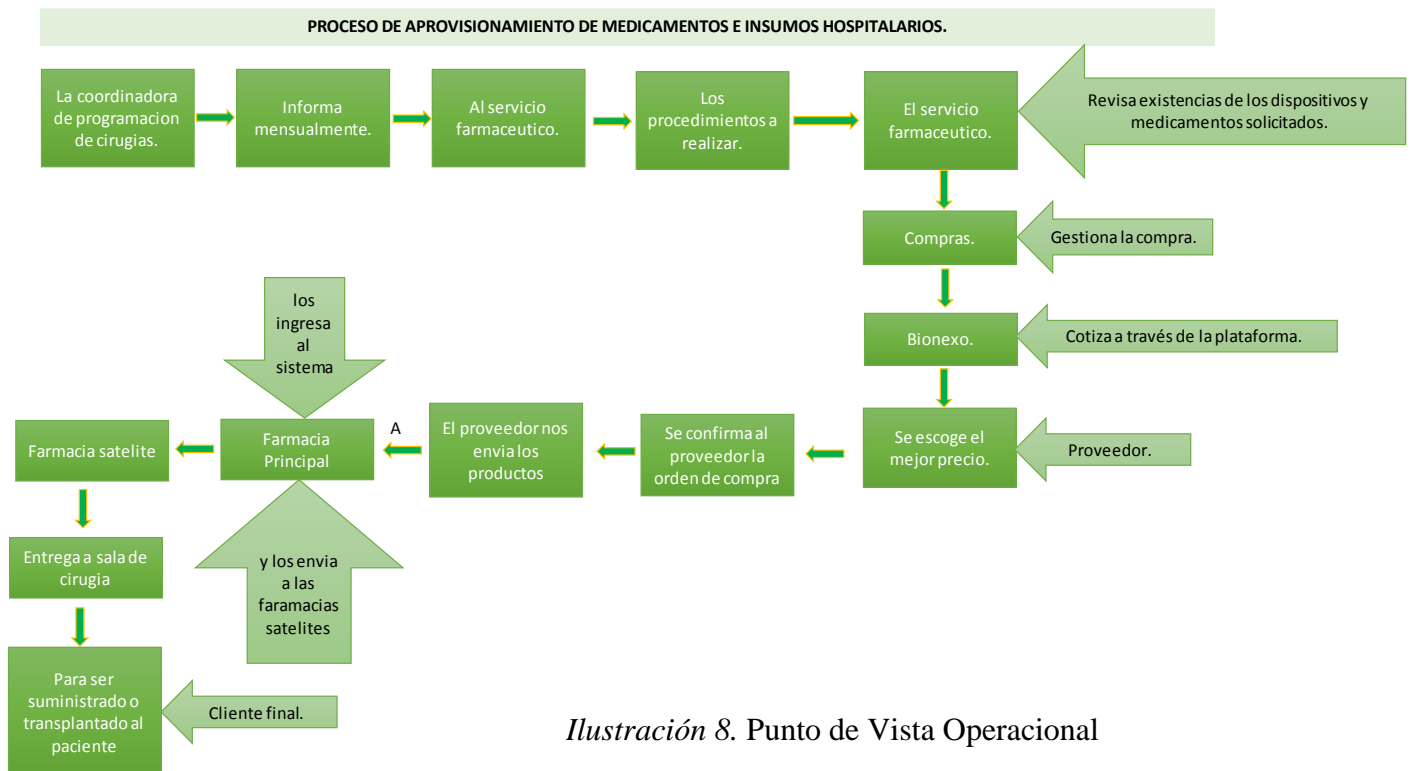 PROCESO DE APROVISIONAMIENTO DE MEDICAMENTOS E INSUMOS HOSPITALARIOS.
La coordinadora
de programacion
de cirugias.
Informa
mensualmente.
Al servicio
farmaceutico.
Los
procedimientos a
realizar.
El servicio
farmaceutico.
Revisa existencias de los dispositivos y
medicamentos solicitados.
Compras.
Gestiona la compra.
Bionexo.
Cotiza a través de la plataforma.
Se escoge el
mejor precio.
Proveedor.
Se confirma al
proveedor la
orden de compra
El proveedor nos
envia los
productos
A
los
ingresa
al
sistema
Farmacia
Principal
y los envia
a las
faramacias
satelites
Farmacia satelite
Entrega a sala de
cirugia
Para ser
suministrado o
transplantado al
paciente
Cliente final.
Ilustración 8. Punto de Vista Operacional